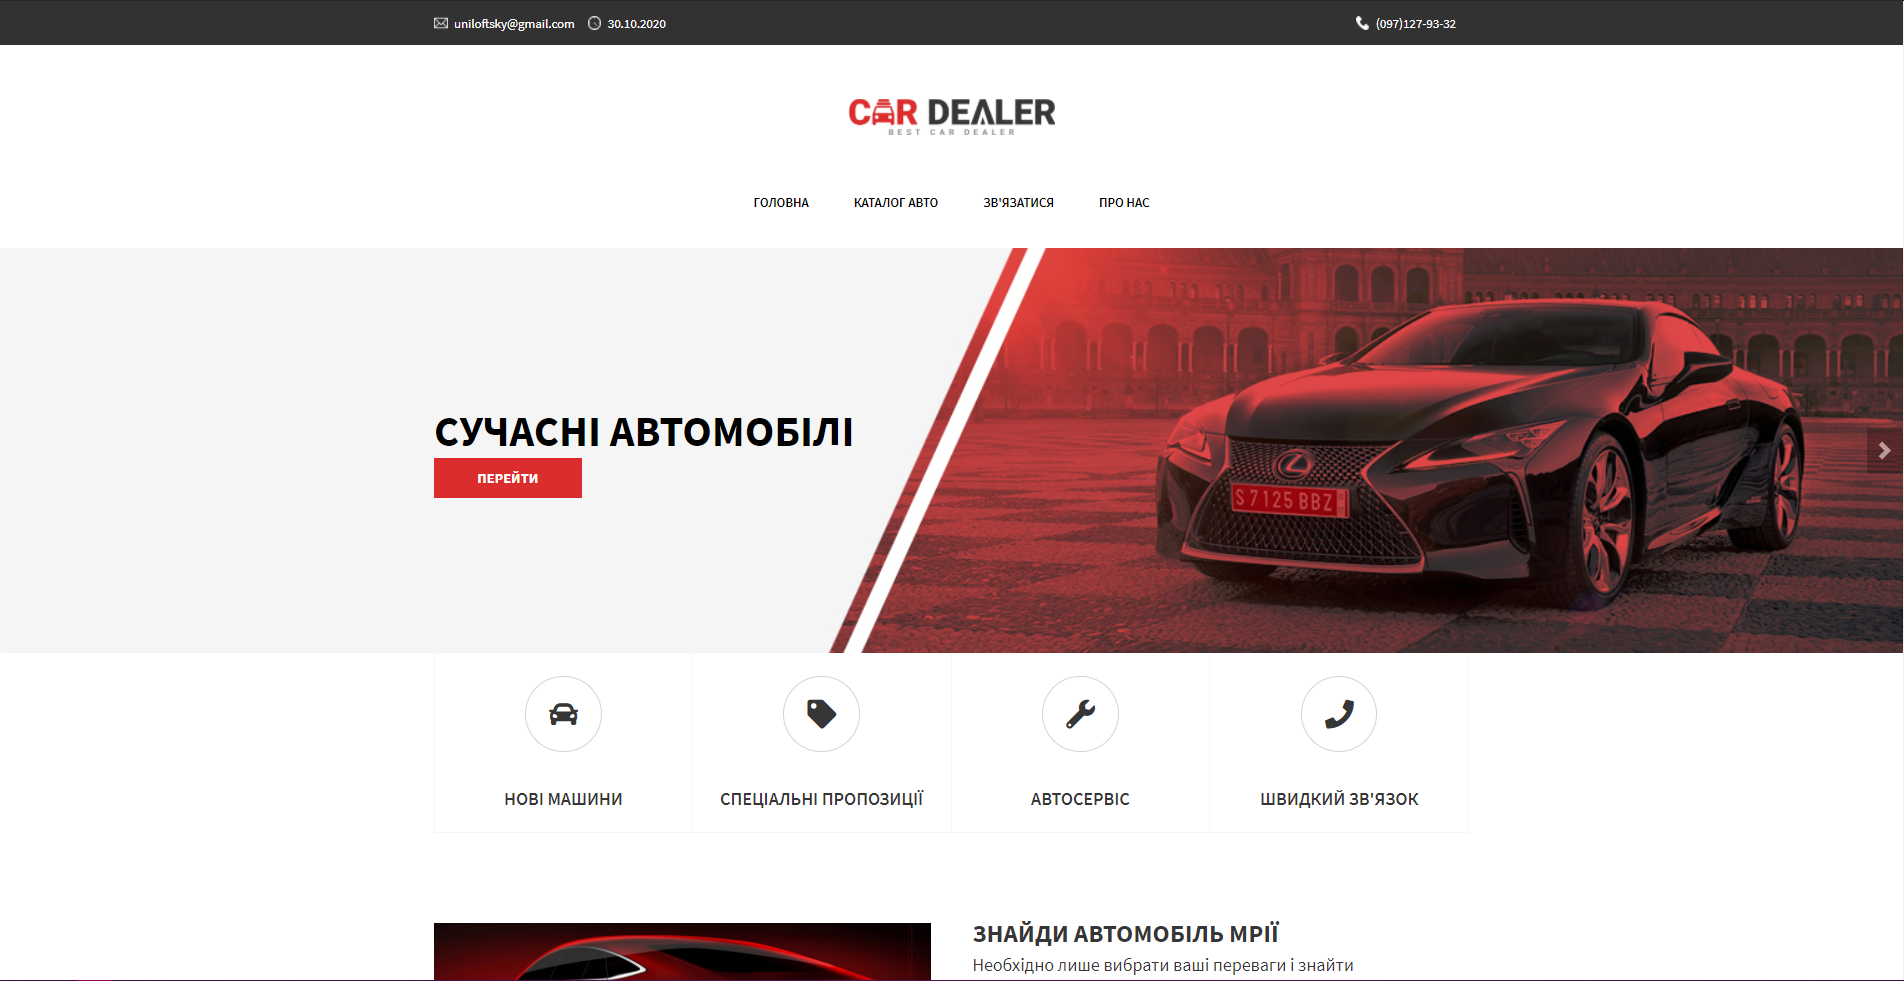 uniloftsky@gmail.com 30.10.2020 (097)127-93-32
CAR DEALER
BEST CAR DEALER
ГОЛОВНА КАТАЛОГ АВТО ЗВ'ЯЗАТИСЯ ПРО НАС
СУЧАСНІ АВТОМОБІЛІ
ПЕРЕЙТИ
S 7125 BBZ
НОВІ МАШИНИ СПЕЦІАЛЬНІ ПРОПОЗИЦІЇ АВТОСЕРВІС ШВИДКИЙ ЗВ'ЯЗОК
ЗНАЙДИ АВТОМОБІЛЬ МРІЇ
Необхідно лише вибрати ваші переваги і знайти